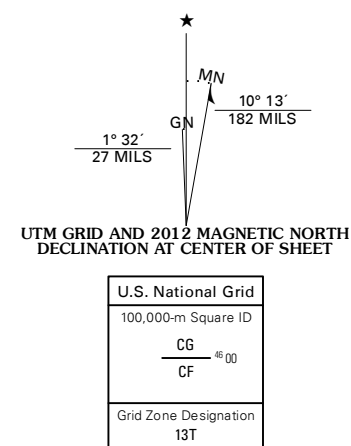 ★
MN
10° 13´
182 MILS
GN
1° 32´
27 MILS
UTM GRID AND 2012 MAGNETIC NORTH
DECLINATION AT CENTER OF SHEET
U.S. National Grid
100,000-m Square ID
CG
46 00
CF
Grid Zone Designation
13T